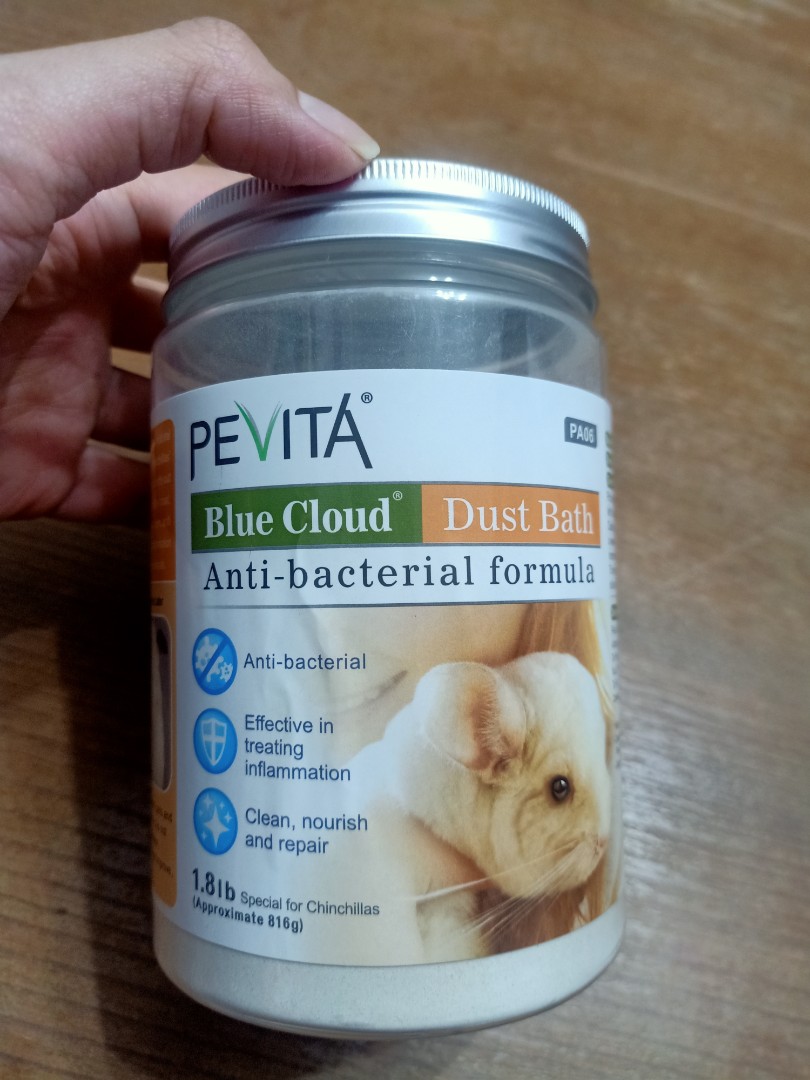 PEVITÁ®
PA06
Blue Cloud® Dust Bath
Anti-bacterial formula
Anti-bacterial
Effective in
treating
inflammation
Clean, nourish
and repair
1.8lb Special for Chinchillas
(Approximate 816g)